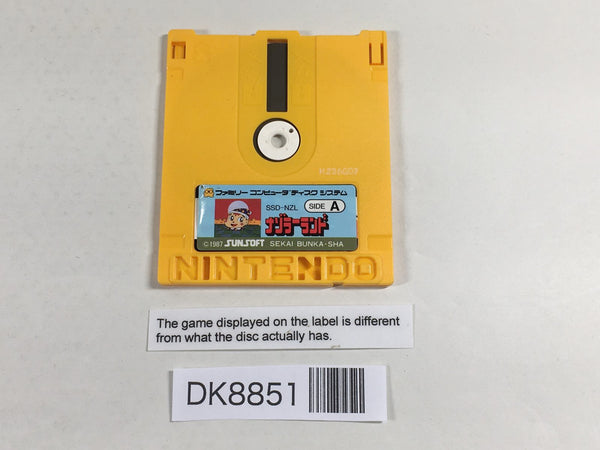 H236G07
ファミリー コンピュータ ディスク システム
SSD-NZL SIDE A
ナゾラーランド
©1987 SUNSOFT SEKAI BUNKA-SHA
NINTENDO
The game displayed on the label is different
from what the disc actually has.
DK8851